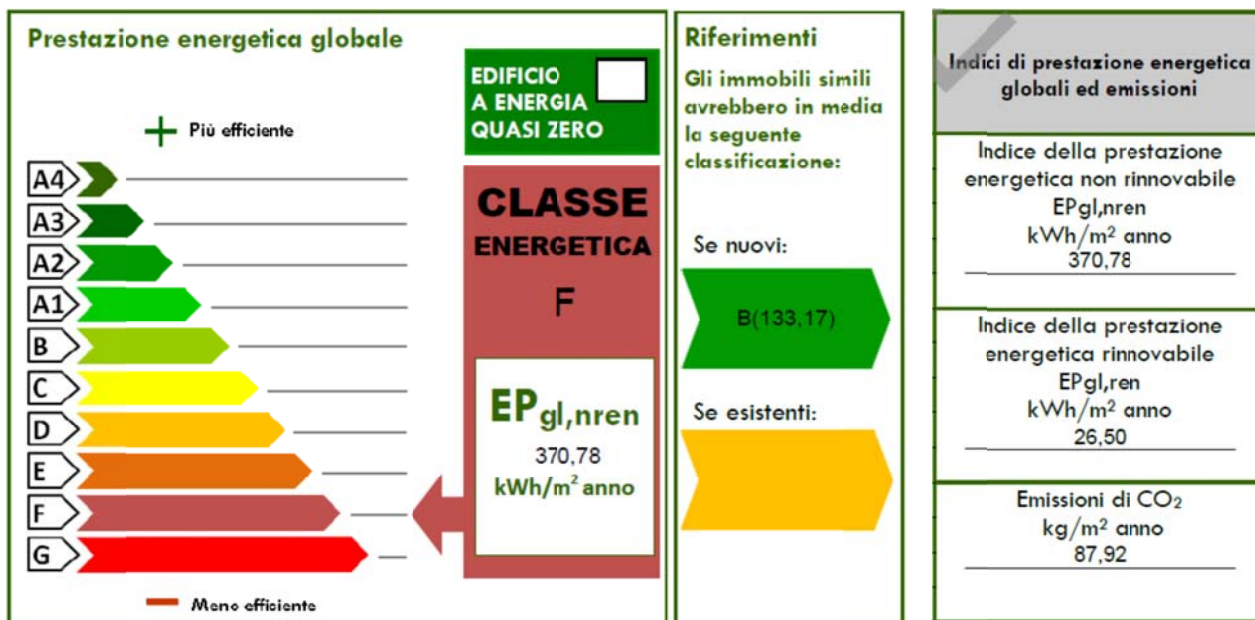 Prestazione energetica globale
Più efficiente
A4
A3
A2
A1
B
C
D
E
F
G
Meno efficiente
EDIFICIO
A ENERGIA
QUASI ZERO
CLASSE
ENERGETICA
F
EPgl,nren
370,78
kWh/m² anno
Riferimenti
Gli immobili simili
avrebbero in media
la seguente
classificazione:
Se nuovi:
B(133,17)
Se esistenti:
Indici di prestazione energetica
globali ed emissioni
Indice della prestazione
energetica non rinnovabile
EPgl,nren
kWh/m² anno
370,78
Indice della prestazione
energetica rinnovabile
EPgl,ren
kWh/m² anno
26,50
Emissioni di CO₂
kg/m² anno
87,92